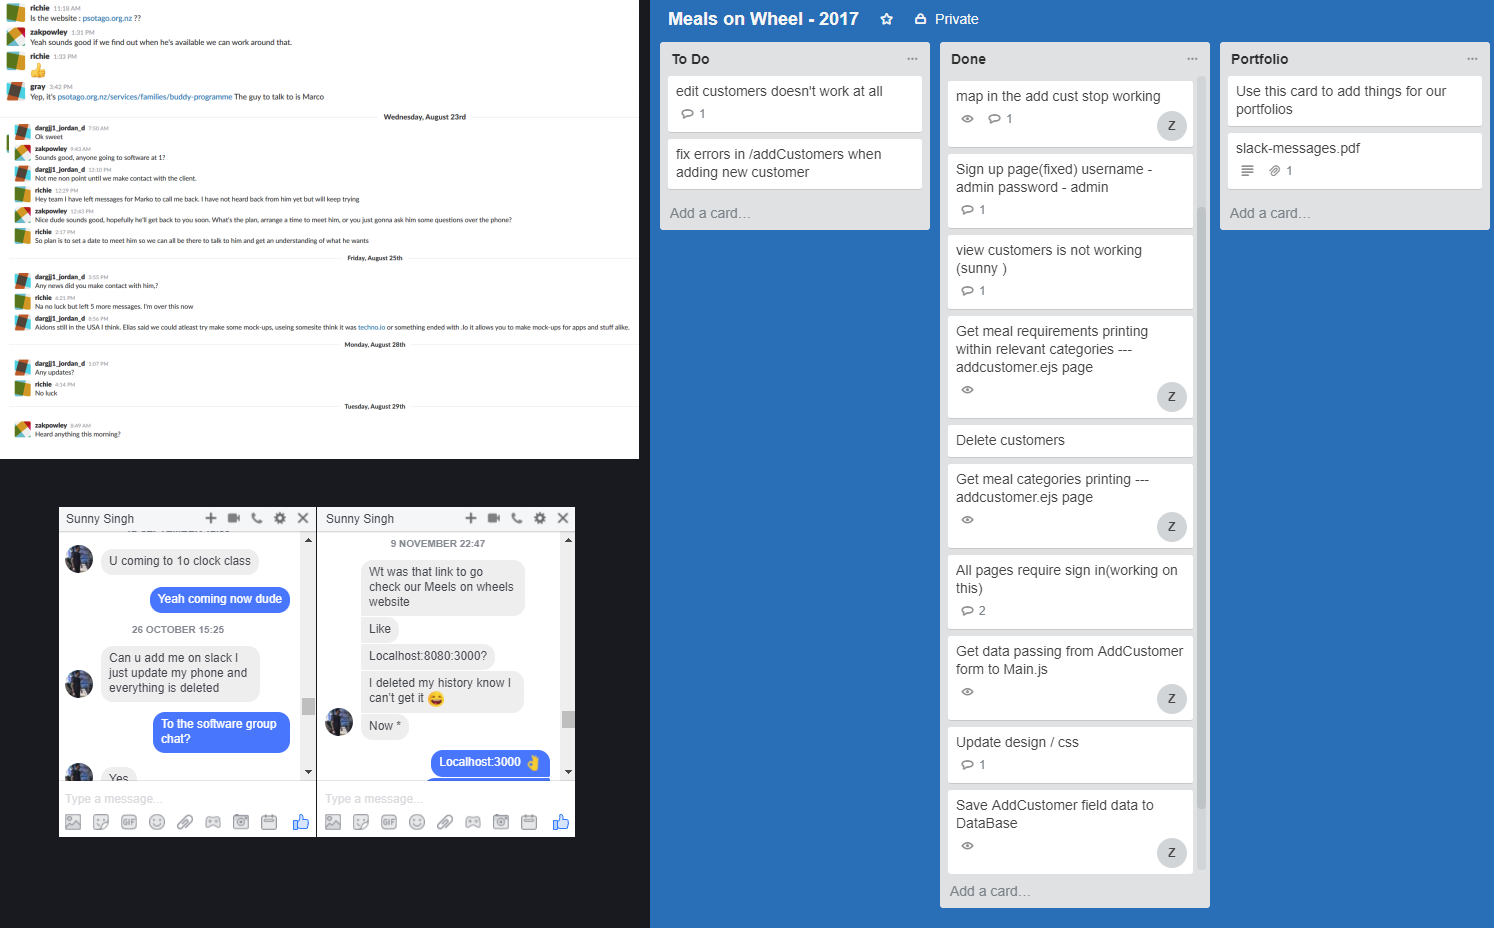 richie 11:18 AM
Is the website : psotago.org.nz ??
zakpowley 1:31 PM
Yeah sounds good if we find out when he's available we can work around that.
richie 1:33 PM
👍
gray 3:42 PM
Yep, it's psotago.org.nz/services/families/buddy-programme The guy to talk to is Marco
Wednesday, August 23rd
dargjj1_jordan_d 7:50 AM
Ok sweet
zakpowley 9:43 AM
Sounds good, anyone going to software at 1?
dargjj1_jordan_d 12:10 PM
Not me non point until we make contact with the client.
richie 12:29 PM
Hey team I have left messages for Marko to call me back. I have not heard back from him yet but will keep trying
zakpowley 12:43 PM
Nice dude sounds good, hopefully he'll get back to you soon. What's the plan, arrange a time to meet him, or you just gonna ask him some questions over the phone?
richie 2:17 PM
So plan is to set a date to meet him so we can all be there to talk to him and get an understanding of what he wants
Friday, August 25th
dargjj1_jordan_d 3:55 PM
Any news did you make contact with him,?
richie 6:21 PM
Na no luck but left 5 more messages. I'm over this now
dargjj1_jordan_d 8:56 PM
Aidons still in the USA I think. Elias said we could atleast try make some mock-ups, useing somesite think it was techno.io or something ended with .Io it allows you to make mock-ups for apps and stuff alike.
Monday, August 28th
dargjj1_jordan_d 1:07 PM
Any updates?
richie 4:14 PM
No luck
Tuesday, August 29th
zakpowley 8:49 AM
Heard anything this morning?
Sunny Singh
U coming to 1o clock class
Yeah coming now dude
26 OCTOBER 15:25
Can u add me on slack I
just update my phone and
everything is deleted
To the software group
chat?
Yes
Type a message...
GIF
Sunny Singh
9 NOVEMBER 22:47
Wt was that link to go
check our Meels on wheels
website
Like
Localhost:8080:3000?
I deleted my history know I
can't get it 😄
Now *
Localhost:3000 👌
Type a message...
GIF
Meals on Wheel - 2017 Private
To Do
edit customers doesn't work at all
1
fix errors in /addCustomers when
adding new customer
Add a card…
Done
map in the add cust stop working
1
Z
Sign up page(fixed) username -
admin password - admin
1
view customers is not working
(sunny )
1
Get meal requirements printing
within relevant categories ---
addcustomer.ejs page
Z
Delete customers
Get meal categories printing ---
addcustomer.ejs page
Z
All pages require sign in(working on
this)
2
Get data passing from AddCustomer
form to Main.js
Z
Update design / css
1
Save AddCustomer field data to
DataBase
Z
Add a card…
Portfolio
Use this card to add things for our
portfolios
slack-messages.pdf
1
Add a card…